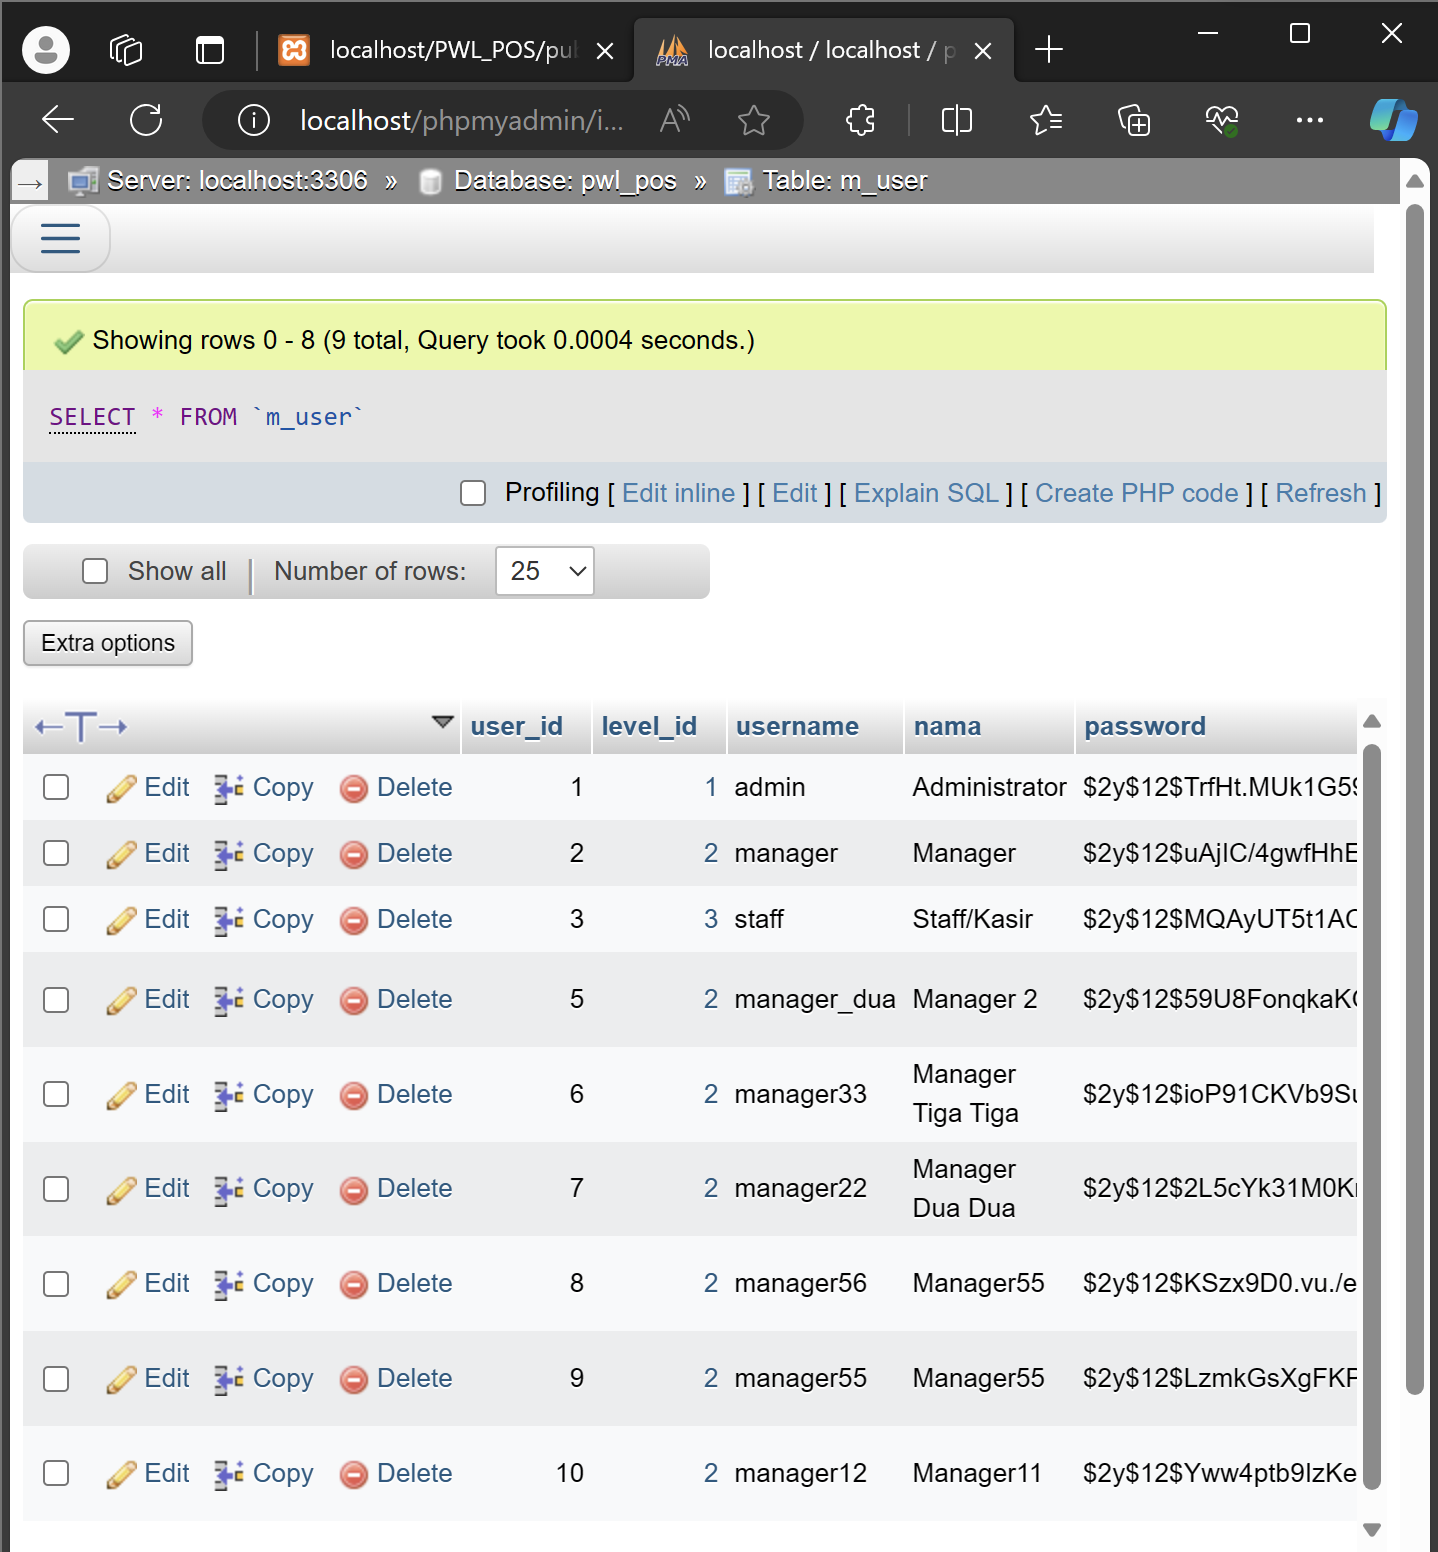 localhost/PWL_POS/pub
localhost / localhost / p
localhost/phpmyadmin/i...
Server: localhost:3306 » Database: pwl_pos » Table: m_user
Showing rows 0 - 8 (9 total, Query took 0.0004 seconds.)
SELECT * FROM `m_user`
Profiling [ Edit inline ] [ Edit ] [ Explain SQL ] [ Create PHP code ] [ Refresh ]
Show all | Number of rows: 25
Extra options
←T→ user_id level_id username nama password
Edit Copy Delete 1 1 admin Administrator $2y$12$TrfHt.MUk1G59
Edit Copy Delete 2 2 manager Manager $2y$12$uAjIC/4gwfHhE
Edit Copy Delete 3 3 staff Staff/Kasir $2y$12$MQAyUT5t1AC
Edit Copy Delete 5 2 manager_dua Manager 2 $2y$12$59U8FonqkaK
Edit Copy Delete 6 2 manager33 Manager Tiga Tiga $2y$12$ioP91CKVb9Su
Edit Copy Delete 7 2 manager22 Manager Dua Dua $2y$12$2L5cYk31M0K
Edit Copy Delete 8 2 manager56 Manager55 $2y$12$KSzx9D0.vu./e
Edit Copy Delete 9 2 manager55 Manager55 $2y$12$LzmkGsXgFKF
Edit Copy Delete 10 2 manager12 Manager11 $2y$12$Yww4ptb9IzKe